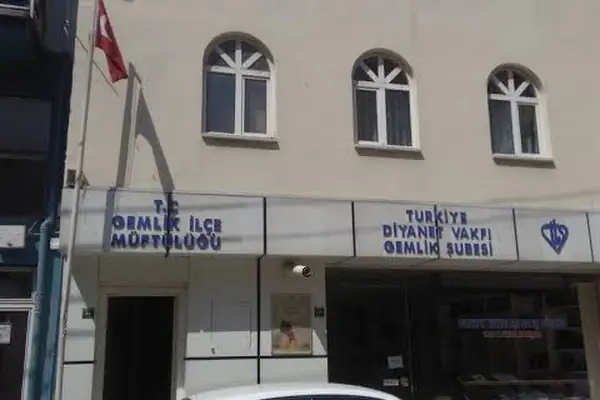 T.C
GEMLİK İLÇE
MÜFTÜLÜĞÜ
TÜRKİYE
DİYANET VAKFI
GEMLİK ŞUBESİ